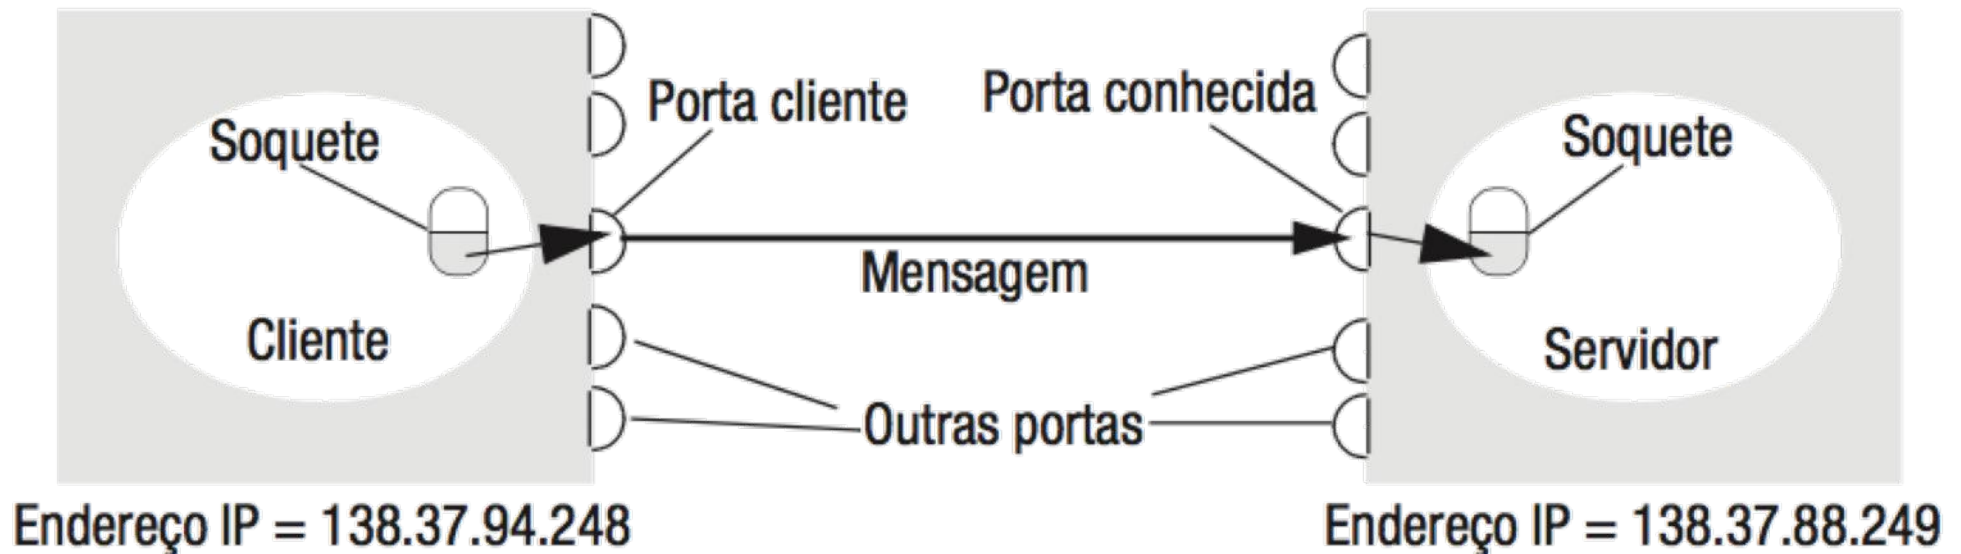 Porta cliente
Porta conhecida
Soquete
Soquete
Mensagem
Cliente
Servidor
Outras portas
Endereço IP = 138.37.94.248
Endereço IP = 138.37.88.249